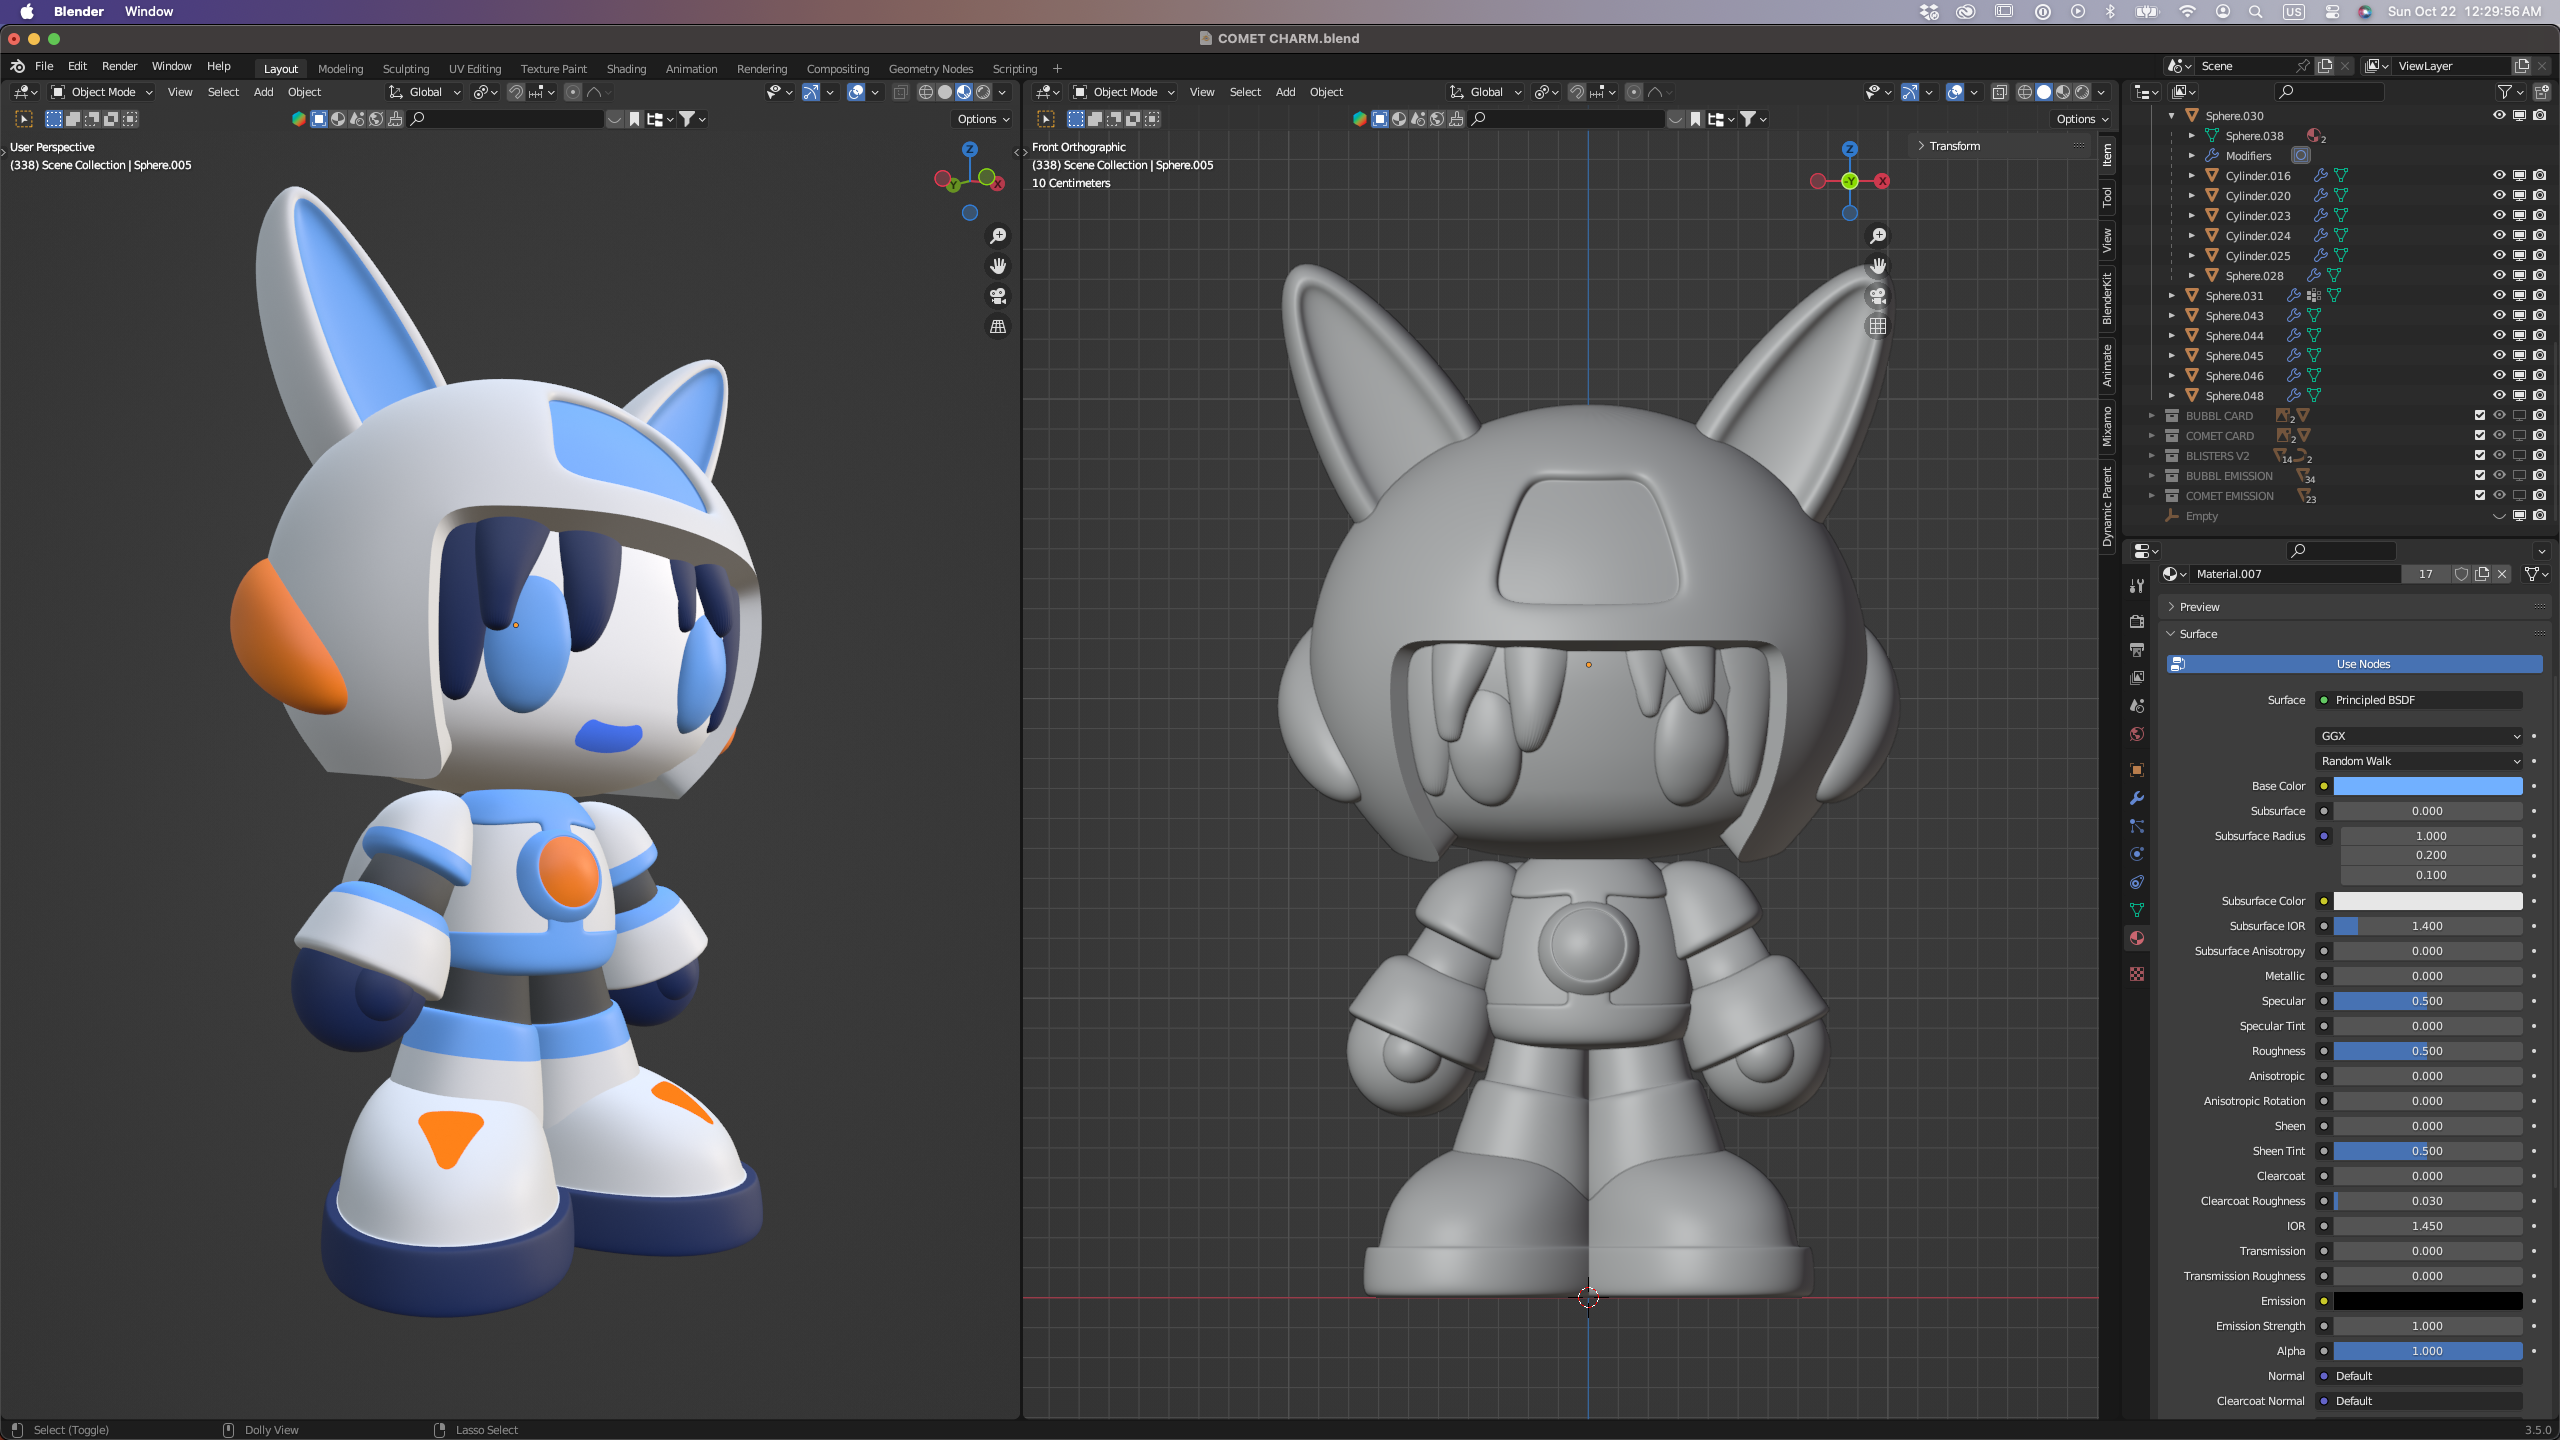 Blender Window
US Sun Oct 22 12:29:56 AM
COMET CHARM.blend
File Edit Render Window Help Layout Modeling Sculpting UV Editing Texture Paint Shading Animation Rendering Compositing Geometry Nodes Scripting +
Scene ViewLayer
Object Mode View Select Add Object Global
Options
User Perspective
(338) Scene Collection | Sphere.005
Z Y X
Object Mode View Select Add Object Global
Options
Front Orthographic
(338) Scene Collection | Sphere.005
10 Centimeters
Z -Y X
Transform
Item
Tool
View
BlenderKit
Animate
Mixamo
Dynamic Parent
Sphere.030
Sphere.038 2
Modifiers
Cylinder.016
Cylinder.020
Cylinder.023
Cylinder.024
Cylinder.025
Sphere.028
Sphere.031
Sphere.043
Sphere.044
Sphere.045
Sphere.046
Sphere.048
BUBBL CARD 2
COMET CARD 2
BLISTERS V2 14 2
BUBBL EMISSION 34
COMET EMISSION 23
Empty
Material.007 17
Preview
Surface
Use Nodes
Surface Principled BSDF
GGX
Random Walk
Base Color
Subsurface 0.000
Subsurface Radius 1.000
0.200
0.100
Subsurface Color
Subsurface IOR 1.400
Subsurface Anisotropy 0.000
Metallic 0.000
Specular 0.500
Specular Tint 0.000
Roughness 0.500
Anisotropic 0.000
Anisotropic Rotation 0.000
Sheen 0.000
Sheen Tint 0.500
Clearcoat 0.000
Clearcoat Roughness 0.030
IOR 1.450
Transmission 0.000
Transmission Roughness 0.000
Emission
Emission Strength 1.000
Alpha 1.000
Normal Default
Clearcoat Normal Default
Select (Toggle) Dolly View Lasso Select 3.5.0